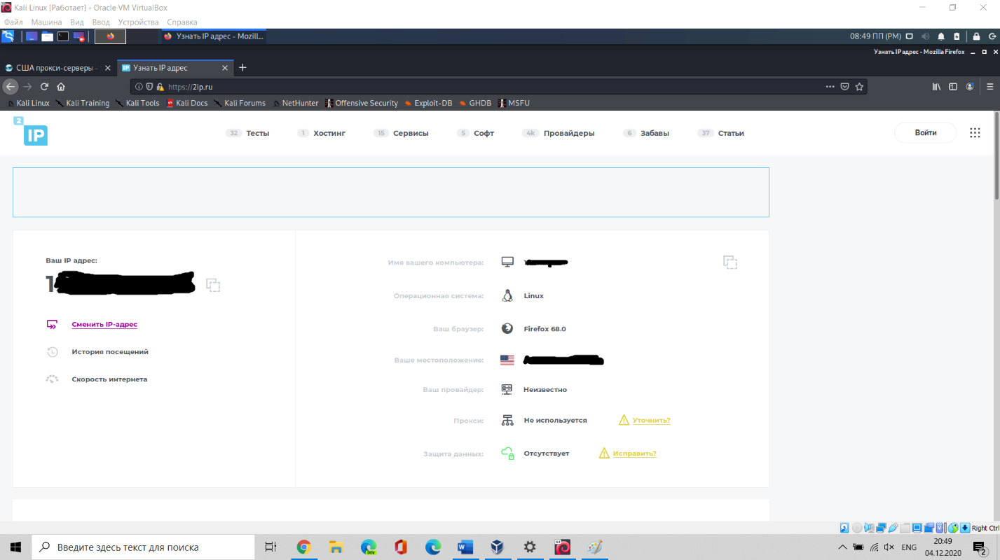 Kali Linux [Работает] - Oracle VM VirtualBox
Файл Машина Вид Ввод Устройства Справка
Узнать IP адрес - Mozill...
08:49 ПП (PM)
Узнать IP адрес - Mozilla Firefox
США прокси-серверы -
Узнать IP адрес
https://2ip.ru
Kali Linux Kali Training Kali Tools Kali Docs Kali Forums NetHunter Offensive Security Exploit-DB GHDB MSFU
2
IP
32 Тесты 1 Хостинг 15 Сервисы 5 Софт 4k Провайдеры 6 Забавы 37 Статьи
Войти
Ваш IP адрес:
1
Сменить IP-адрес
История посещений
Скорость интернета
Имя вашего компьютера:
Операционная система: Linux
Ваш браузер: Firefox 68.0
Ваше местоположение:
Ваш провайдер: Неизвестно
Прокси: Не используется Уточнить?
Защита данных: Отсутствует Исправить?
Right Ctrl
Введите здесь текст для поиска
DEV
ENG
20:49
04.12.2020
2